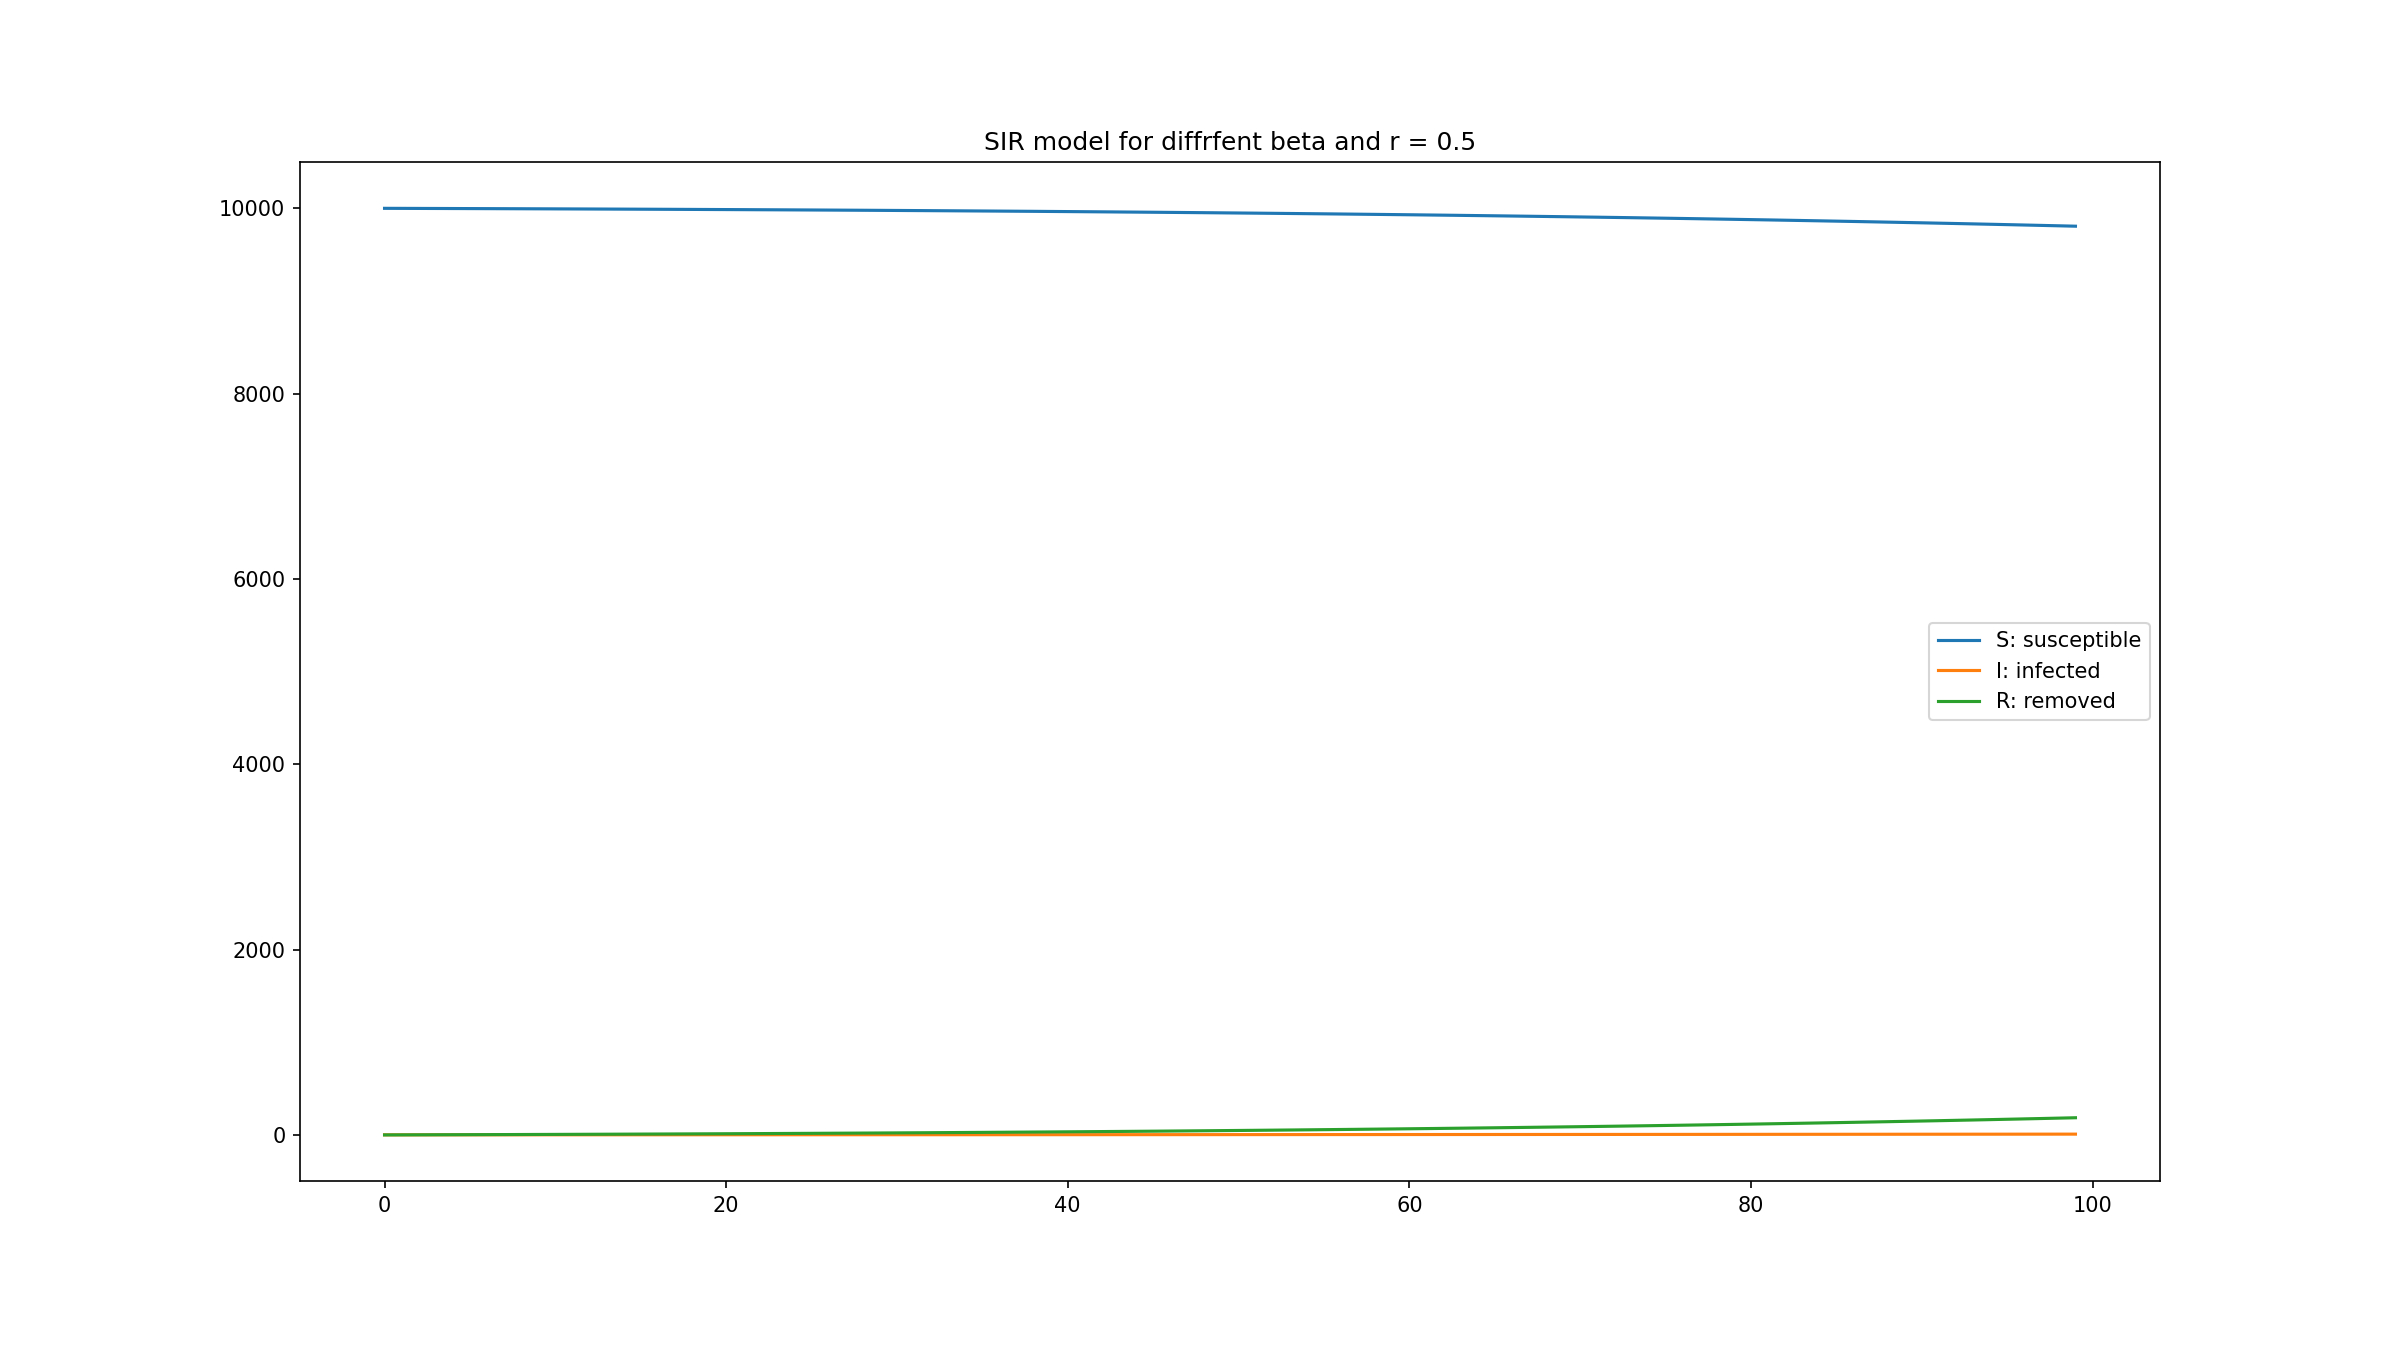 SIR model for diffrfent beta and r = 0.5
10000
8000
6000
4000
2000
0
S: susceptible
I: infected
R: removed
0 20 40 60 80 100